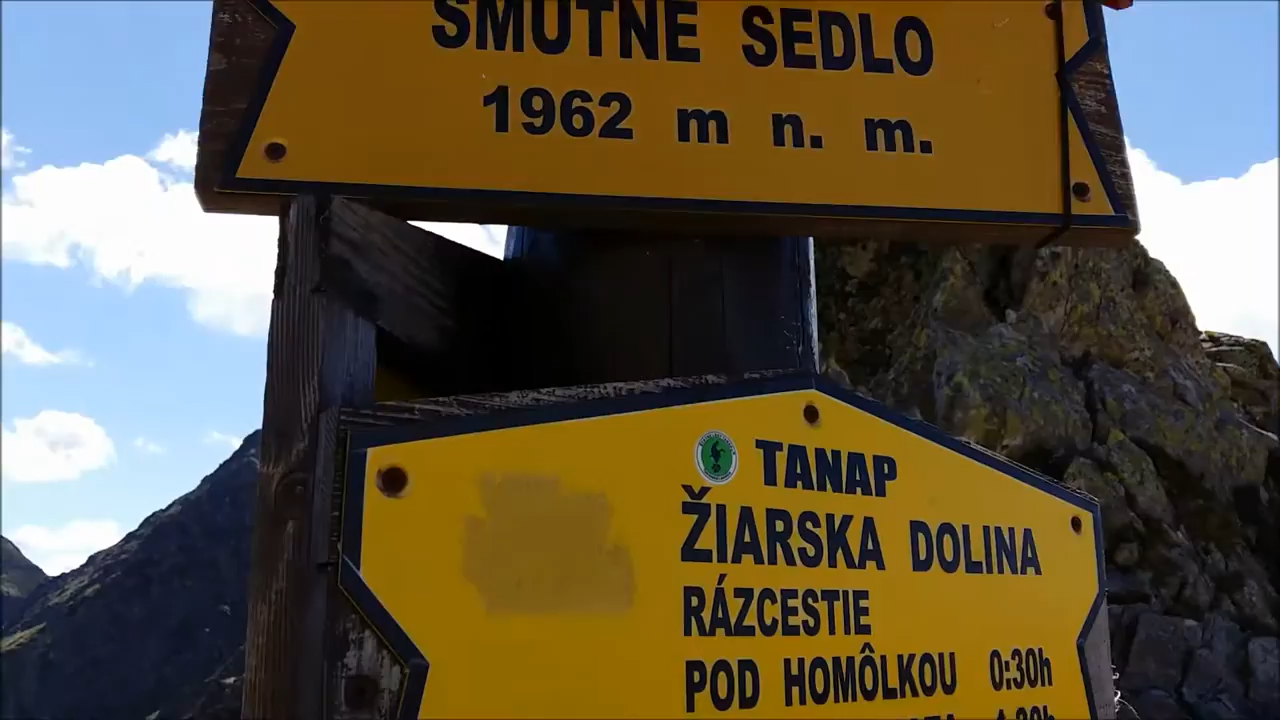 SMUTNÉ SEDLO
1962 m n. m.
TANAP
ŽIARSKA DOLINA
RÁZCESTIE
POD HOMÔLKOU 0:30h